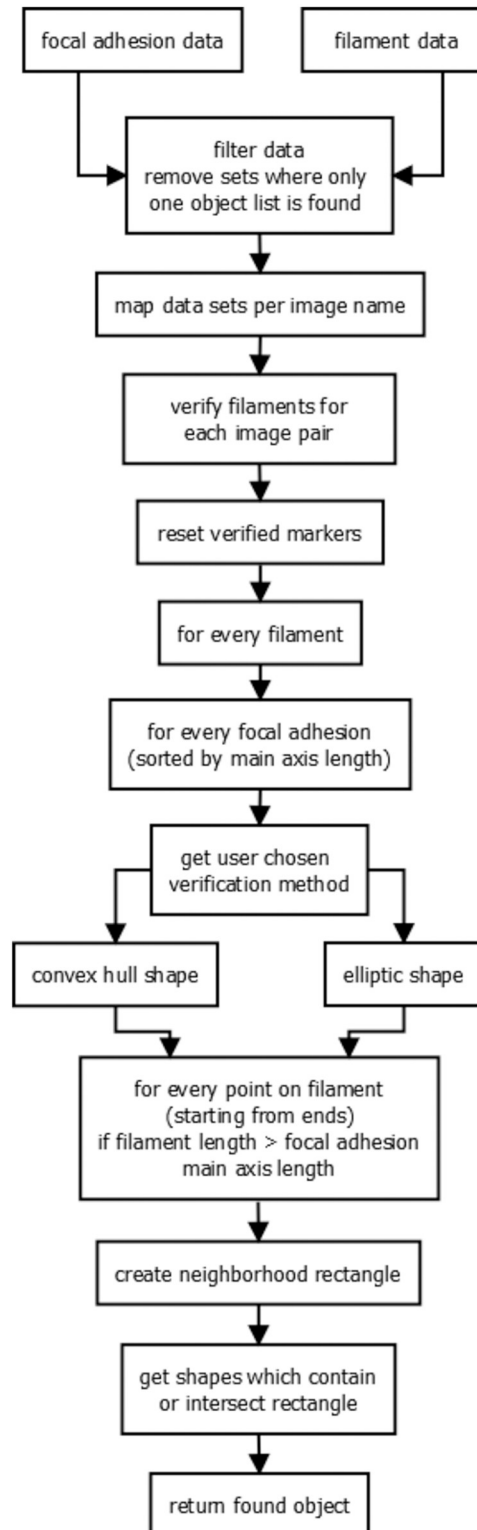 focal adhesion data
filament data
filter data
remove sets where only
one object list is found
map data sets per image name
verify filaments for
each image pair
reset verified markers
for every filament
for every focal adhesion
(sorted by main axis length)
get user chosen
verification method
convex hull shape
elliptic shape
for every point on filament
(starting from ends)
if filament length > focal adhesion
main axis length
create neighborhood rectangle
get shapes which contain
or intersect rectangle
return found object